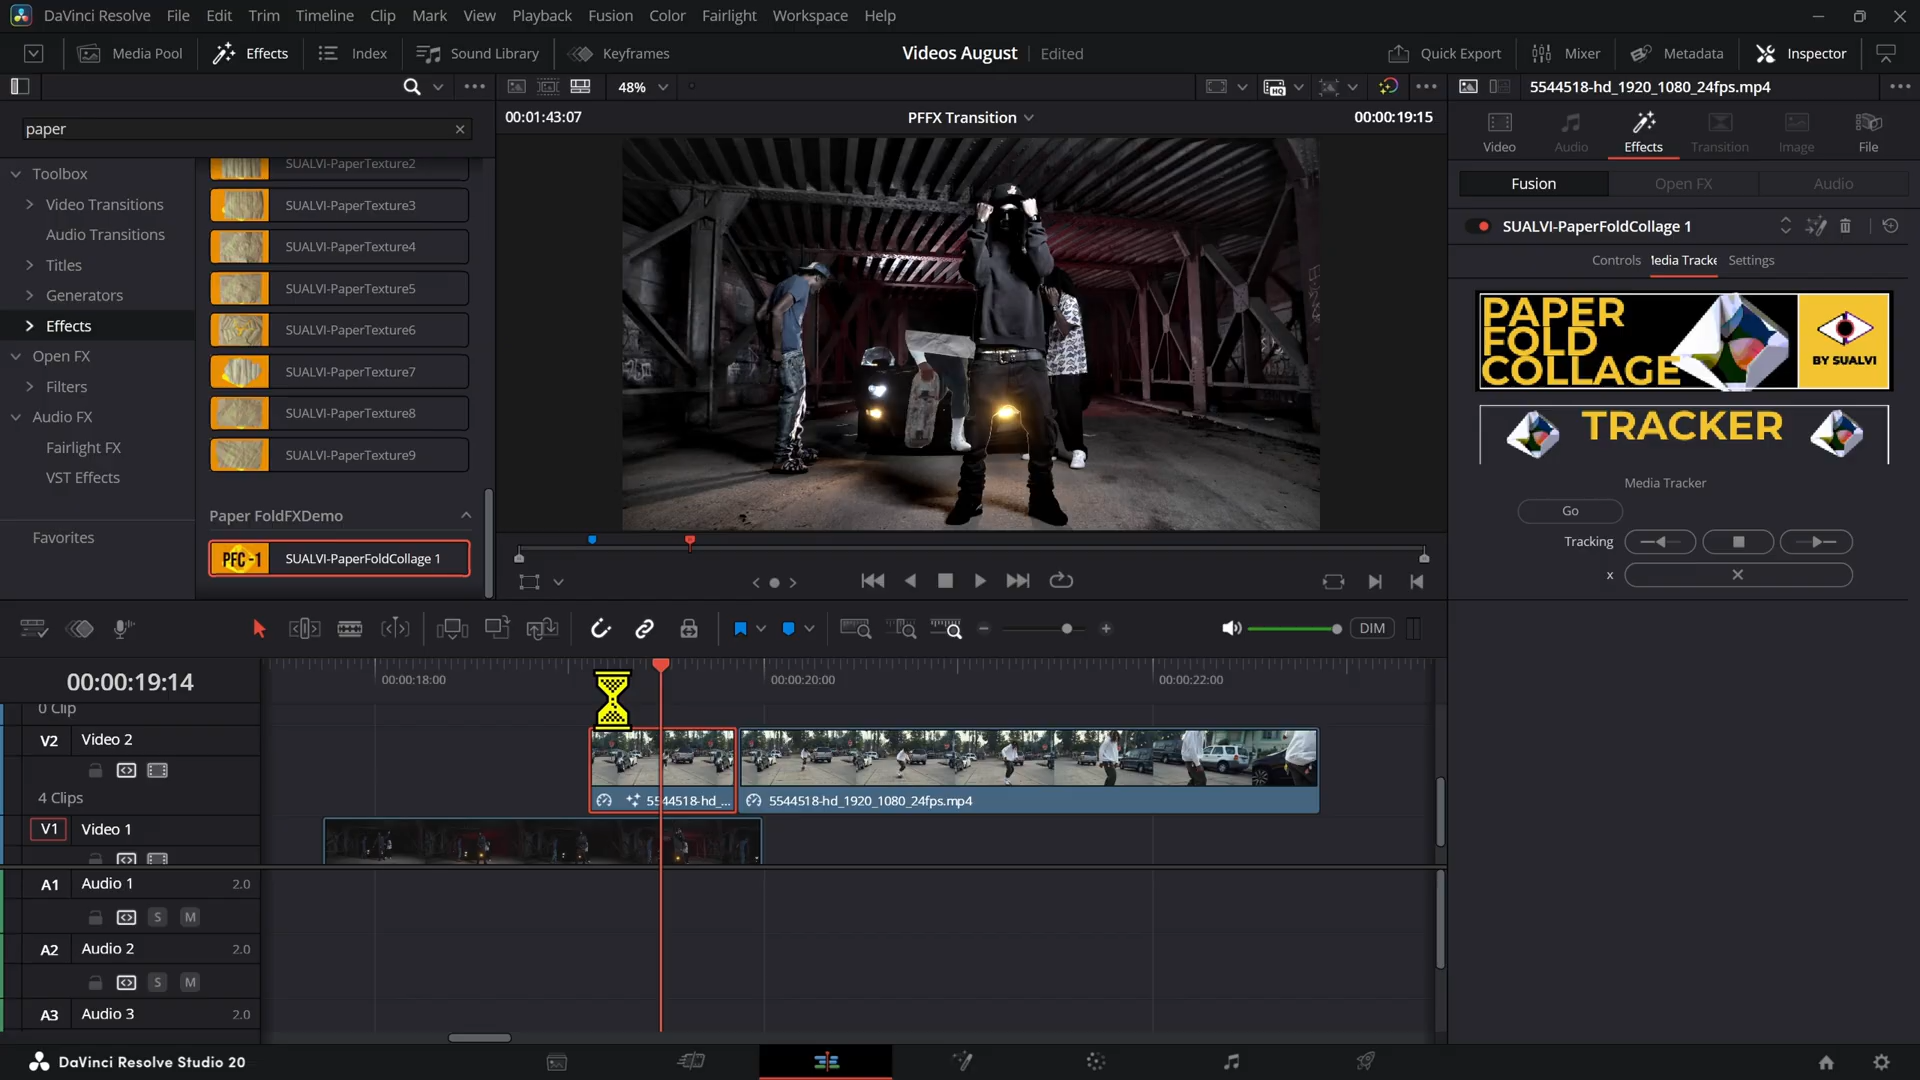 DaVinci Resolve File Edit Trim Timeline Clip Mark View Playback Fusion Color Fairlight Workspace Help
Media Pool Effects Index Sound Library Keyframes Videos August Edited Quick Export Mixer Metadata Inspector
48% 5544518-hd_1920_1080_24fps.mp4
00:01:43:07 PFFX Transition 00:00:19:15
paper
Video Audio Effects Transition Image File
Fusion Open FX Audio
SUALVI-PaperFoldCollage 1
Controls Media Tracke Settings
PAPER
FOLD
COLLAGE
BY SUALVI
TRACKER
Media Tracker
Go
Tracking
x
Toolbox
Video Transitions
Audio Transitions
Titles
Generators
Effects
Open FX
Filters
Audio FX
Fairlight FX
VST Effects
Favorites
SUALVI-PaperTexture2
SUALVI-PaperTexture3
SUALVI-PaperTexture4
SUALVI-PaperTexture5
SUALVI-PaperTexture6
SUALVI-PaperTexture7
SUALVI-PaperTexture8
SUALVI-PaperTexture9
Paper FoldFXDemo
PFC -1 SUALVI-PaperFoldCollage 1
DIM
00:00:19:14 00:00:18:00 00:00:20:00 00:00:22:00
0 Clip
V2 Video 2
4 Clips
5544518-hd_... 5544518-hd_1920_1080_24fps.mp4
V1 Video 1
A1 Audio 1 2.0
S M
A2 Audio 2 2.0
S M
A3 Audio 3 2.0
DaVinci Resolve Studio 20